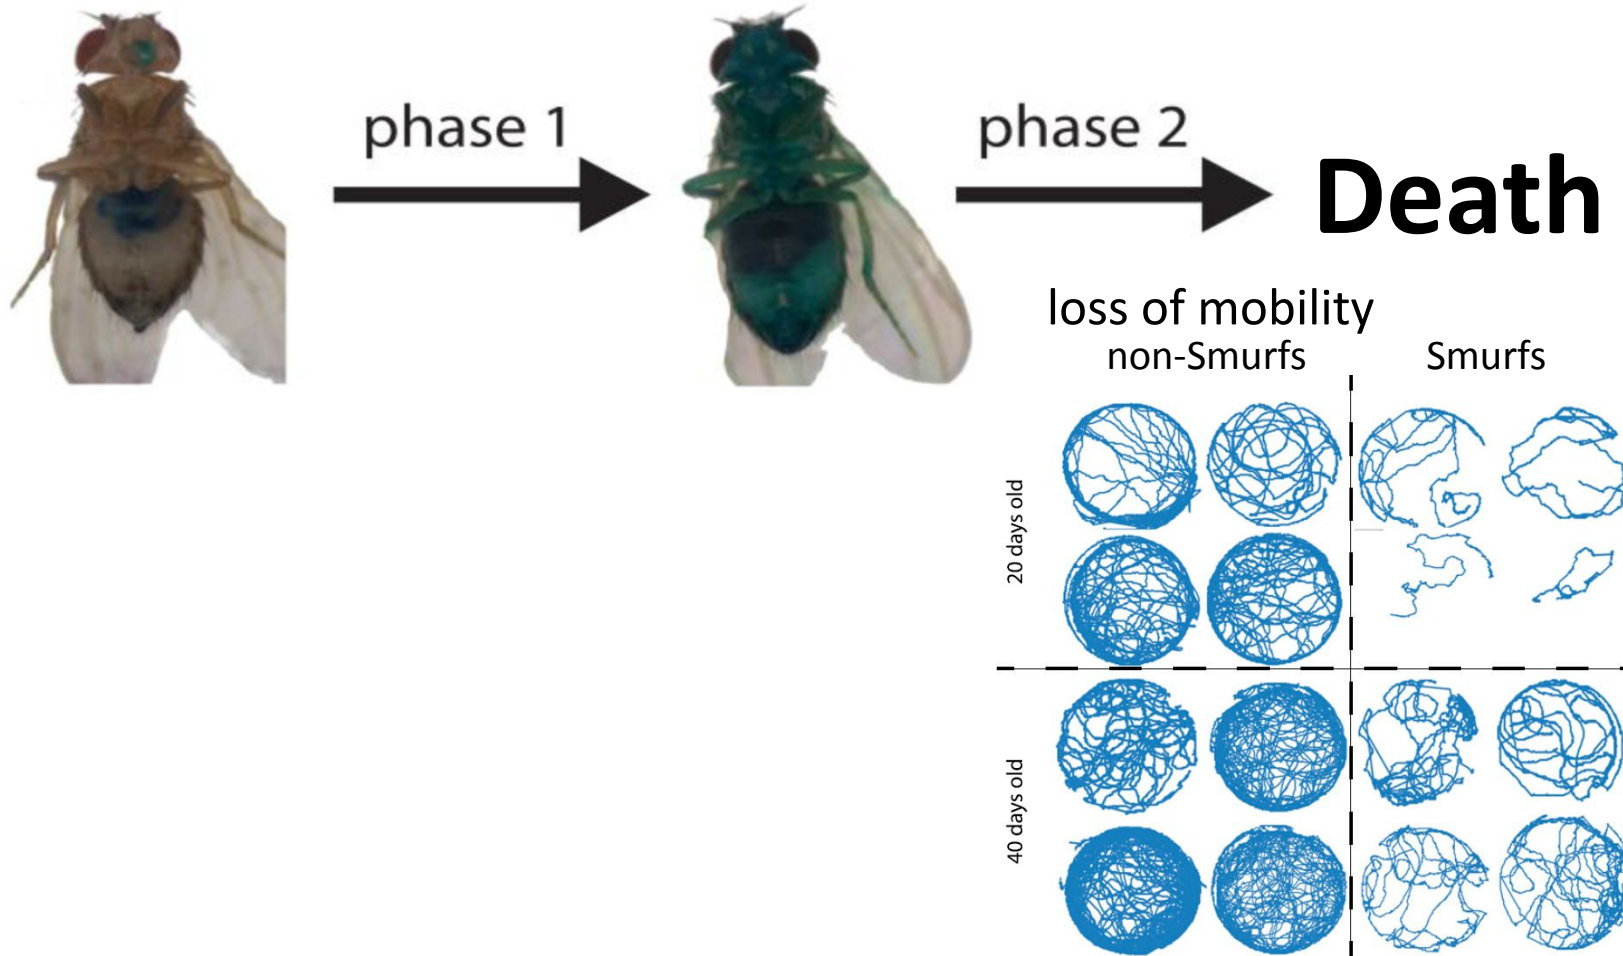 phase 1
phase 2
Death
loss of mobility
non-Smurfs
Smurfs
20 days old
40 days old